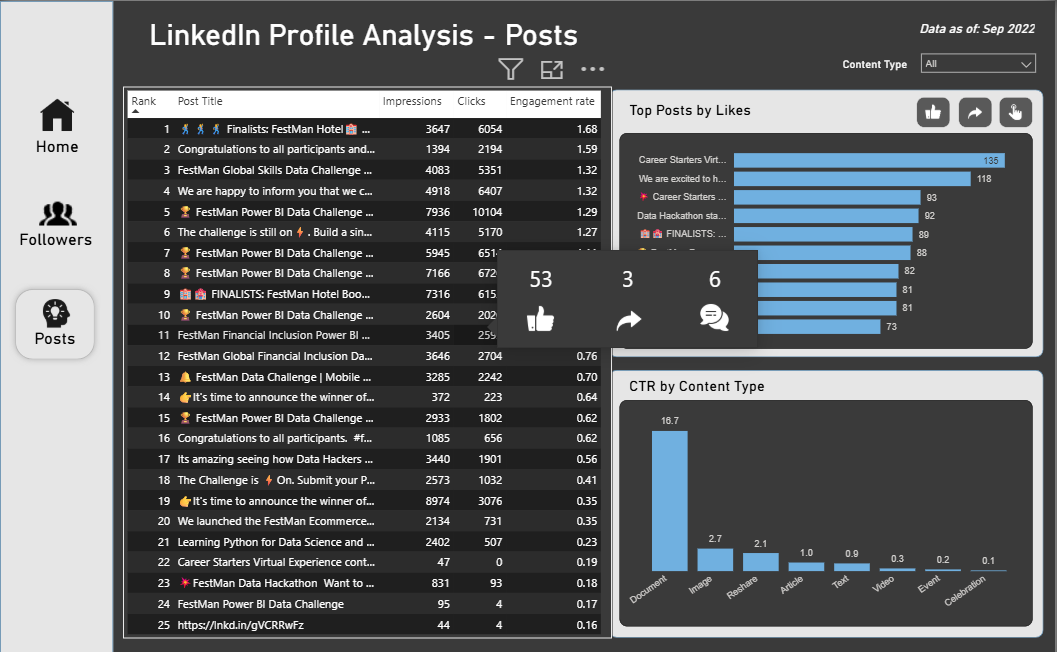 LinkedIn Profile Analysis - Posts
Data as of: Sep 2022
Content Type All
Home
Followers
Posts
Rank Post Title Impressions Clicks Engagement rate
1 🚶🚶🚶 Finalists: FestMan Hotel🏩 ... 3647 6054 1.68
2 Congratulations to all participants and... 1394 2194 1.59
3 FestMan Global Skills Data Challenge ... 4083 5351 1.32
4 We are happy to inform you that we c... 4918 6407 1.32
5 🏆 FestMan Power BI Data Challenge ... 7936 10104 1.29
6 The challenge is still on⚡. Build a sin... 4115 5170 1.27
7 🏆 FestMan Power BI Data Challenge ... 5945
8 🏆 FestMan Power BI Data Challenge ... 7166
9 🏩🏩 FINALISTS: FestMan Hotel Boo... 7316
10 🏆 FestMan Power BI Data Challenge ... 2604
11 FestMan Financial Inclusion Power BI ... 3405
12 FestMan Global Financial Inclusion Da... 3646 2704 0.76
13 🔔 FestMan Data Challenge | Mobile ... 3285 2242 0.70
14 👉It's time to announce the winner of... 372 223 0.64
15 🏆 FestMan Power BI Data Challenge ... 2933 1802 0.62
16 Congratulations to all participants. #f... 1085 656 0.62
17 Its amazing seeing how Data Hackers ... 3440 1901 0.56
18 The Challenge is ⚡On. Submit your P... 2573 1032 0.41
19 👉It's time to announce the winner of... 8974 3076 0.35
20 We launched the FestMan Ecommerce... 2134 731 0.35
21 Learning Python for Data Science and ... 2402 507 0.23
22 Career Starters Virtual Experience cont... 47 0 0.19
23 💥FestMan Data Hackathon Want to ... 831 93 0.18
24 FestMan Power BI Data Challenge 95 4 0.17
25 https://lnkd.in/gVCRRwFz 44 4 0.16
53 3 6
Top Posts by Likes
Career Starters Virt... 135
We are excited to h... 118
💥 Career Starters ... 93
Data Hackathon sta... 92
🏩🏩 FINALISTS: ... 89
88
82
81
81
73
CTR by Content Type
16.7
2.7
2.1
1.0
0.9
0.3
0.2
0.1
Document
Image
Reshare
Article
Text
Video
Event
Celebration